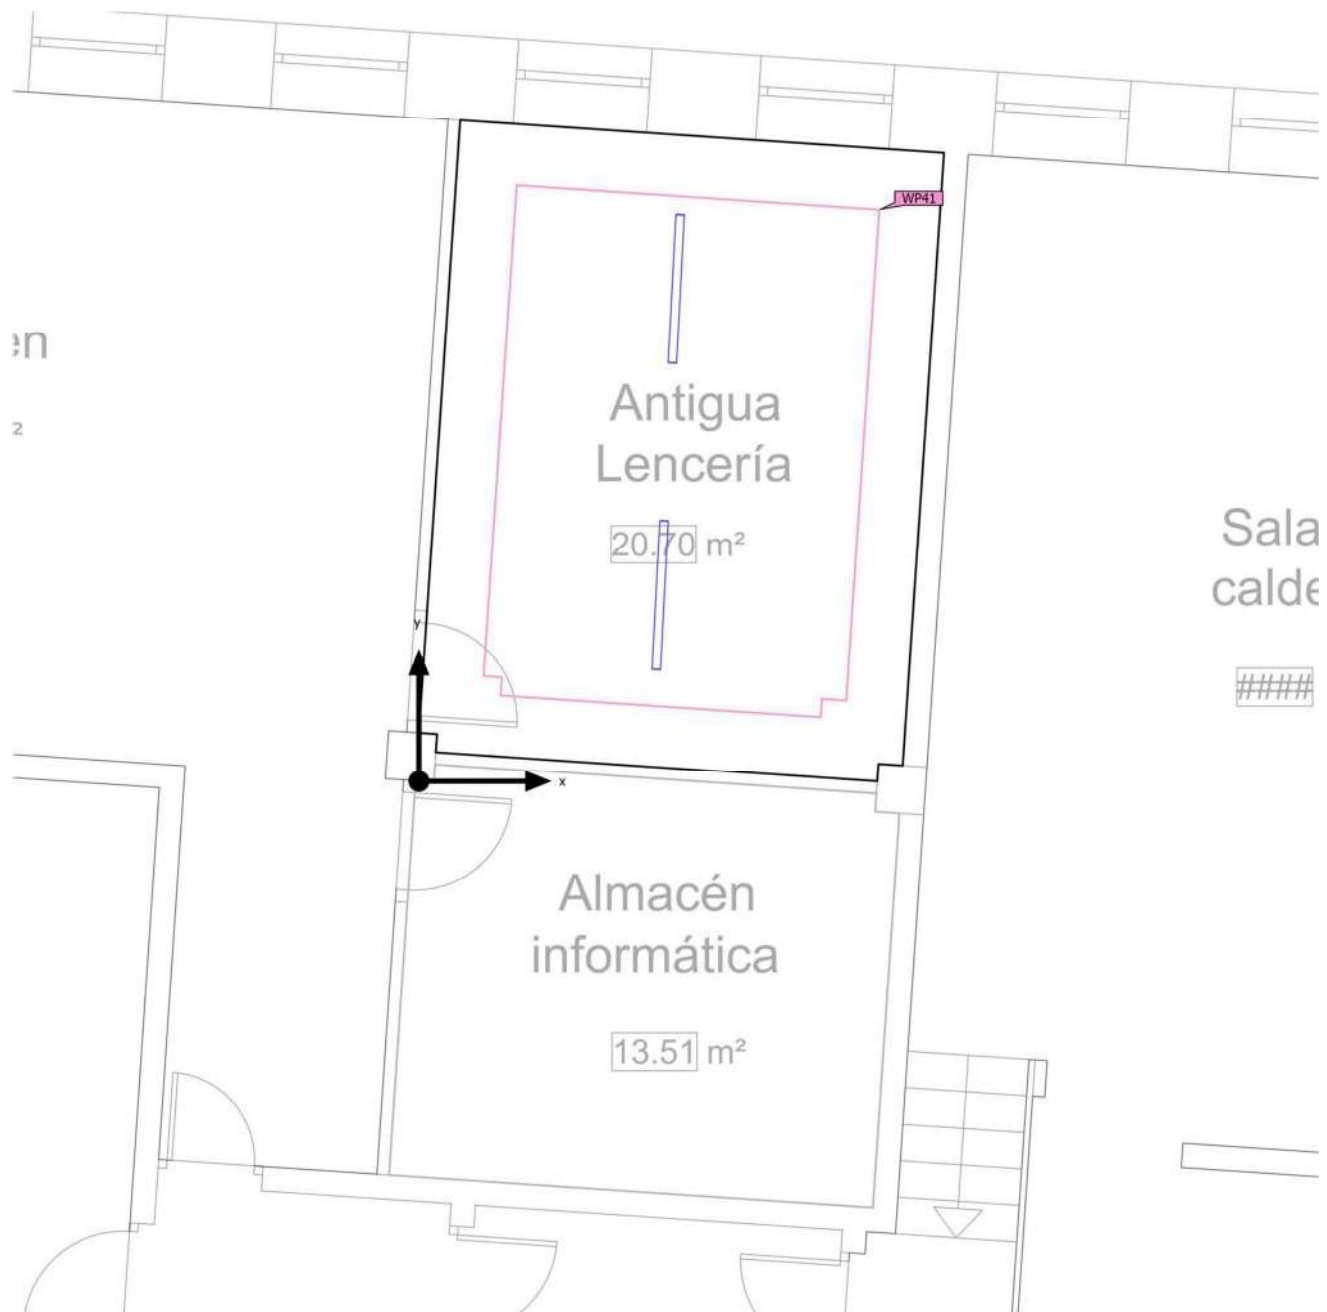 WP41
Antigua
Lencería
20.70 m²
y
x
Sala
calde
####
Almacén
informática
13.51 m²